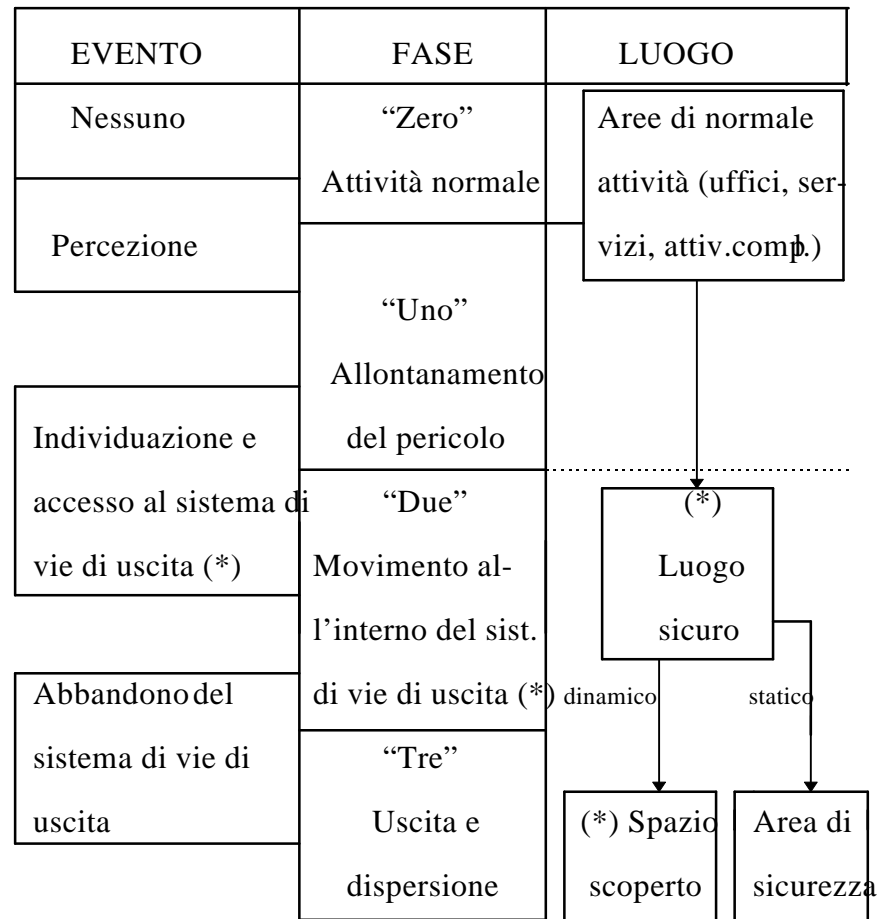 EVENTO
FASE
LUOGO
Nessuno
“Zero”
Attività normale
Aree di normale
attività (uffici, ser-
vizi, attiv.compl.)
Percezione
“Uno”
Allontanamento
del pericolo
Individuazione e
accesso al sistema di
vie di uscita (*)
“Due”
Movimento al-
l’interno del sist.
di vie di uscita (*)
(*)
Luogo
sicuro
dinamico
statico
Abbandono del
sistema di vie di
uscita
“Tre”
Uscita e
dispersione
(*) Spazio
scoperto
Area di
sicurezza